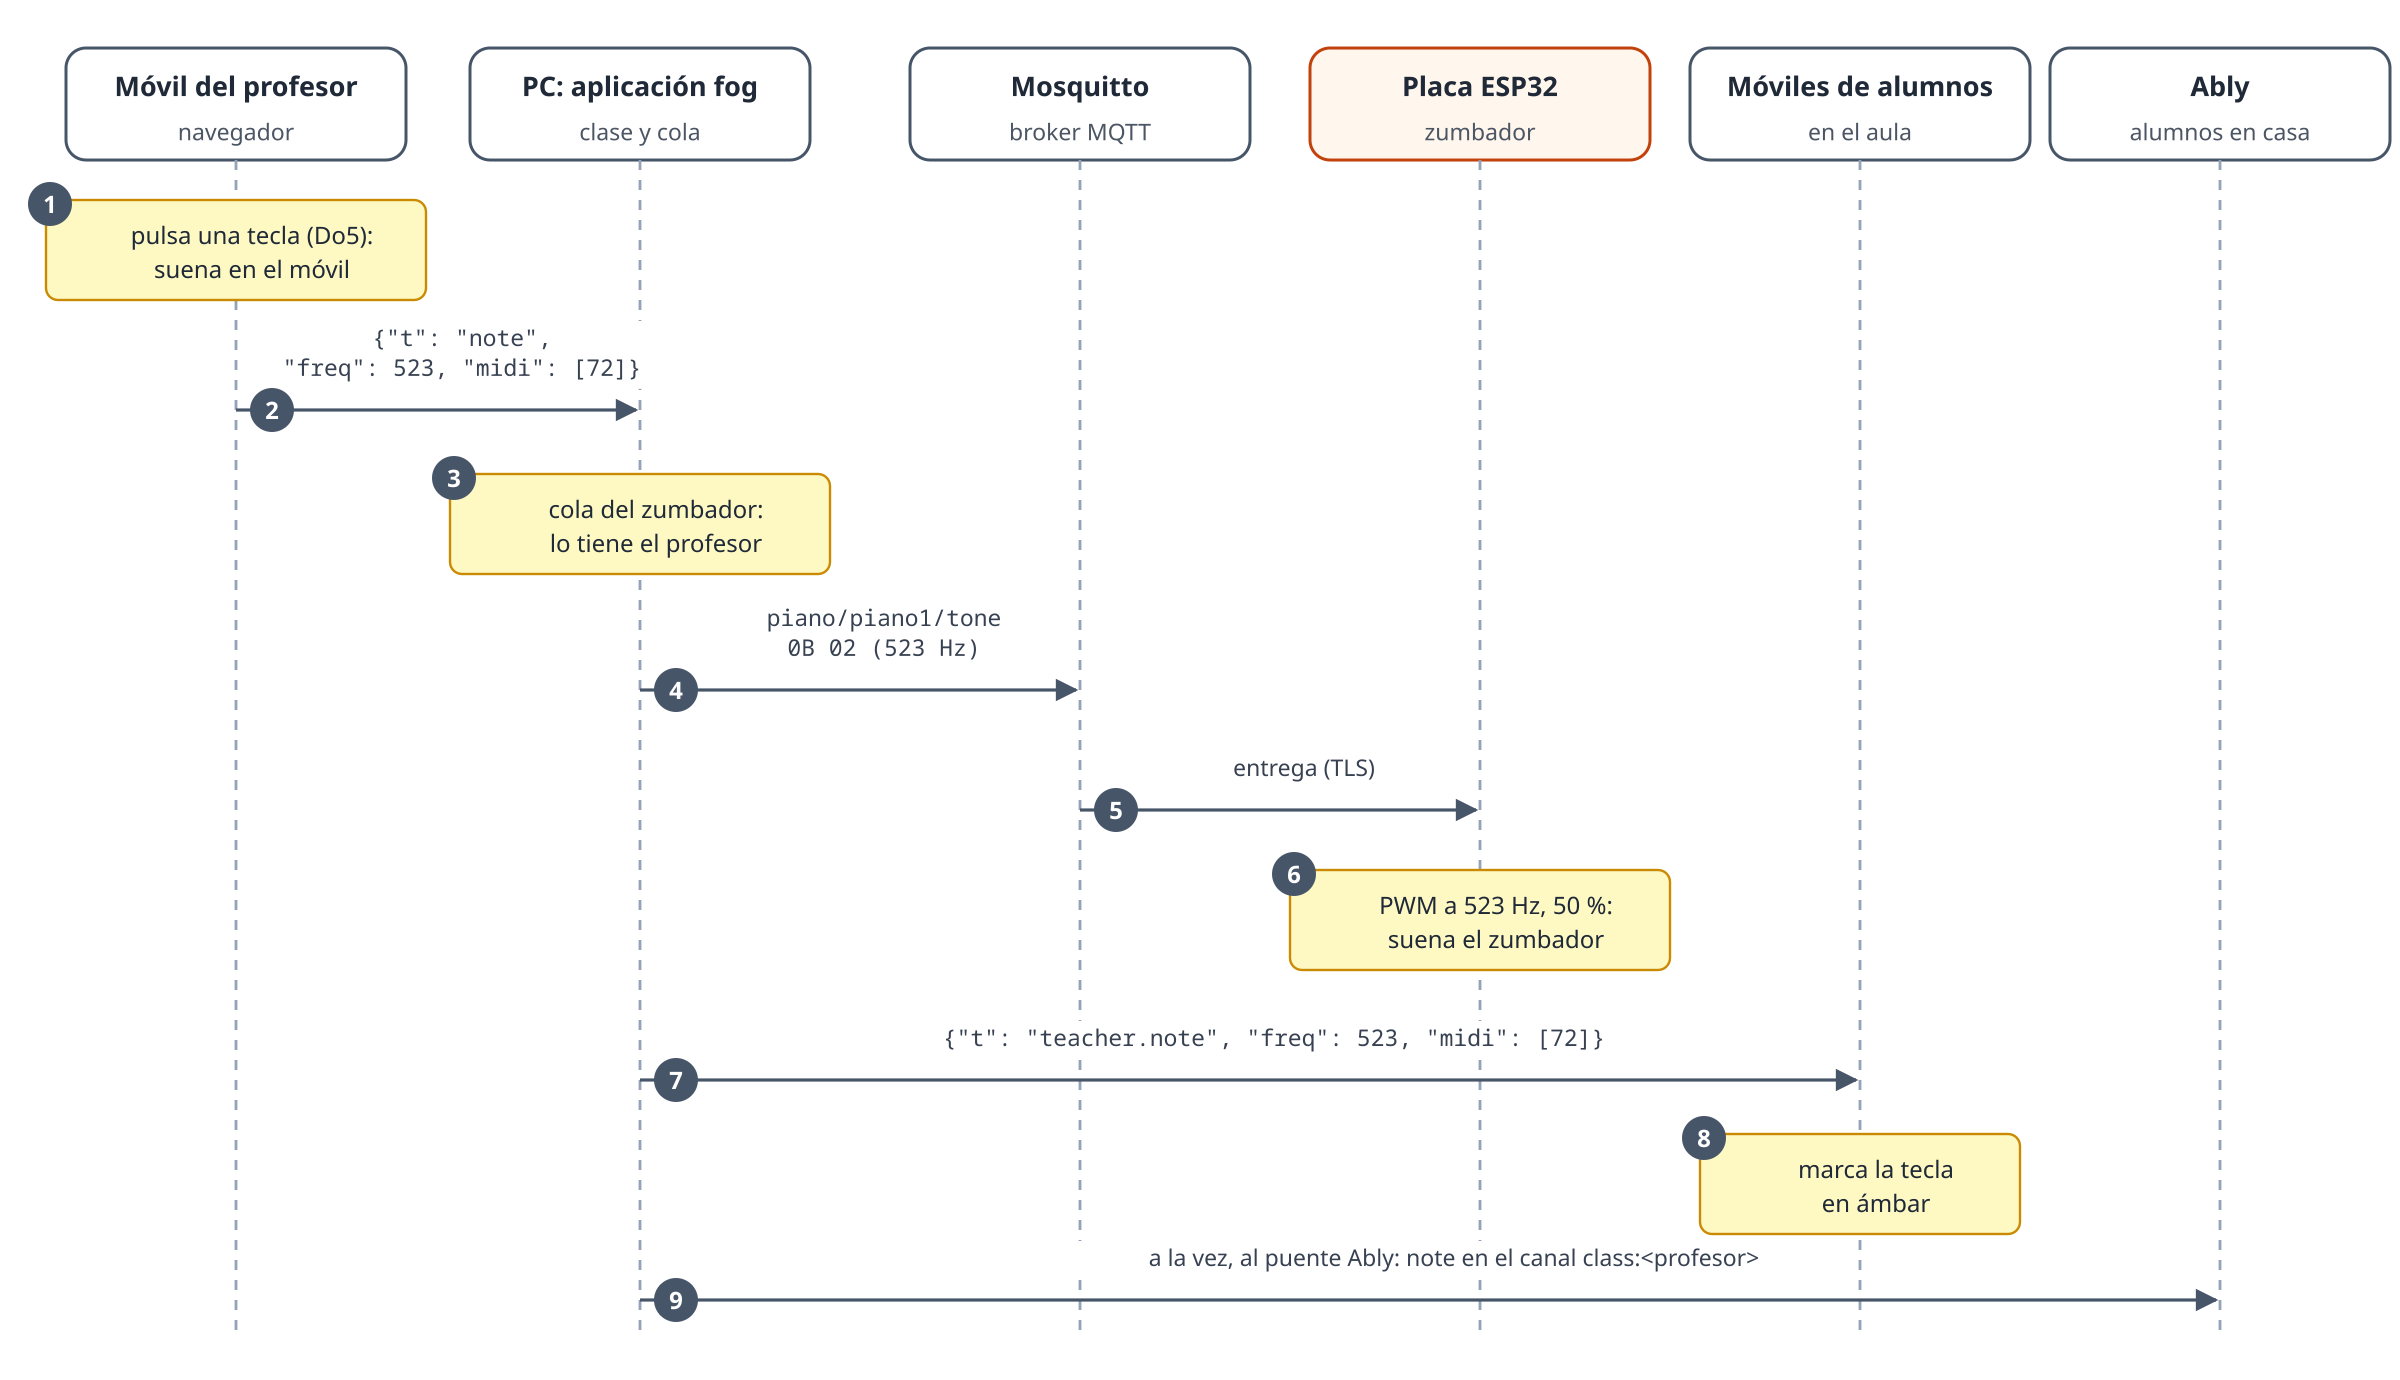 Móvil del profesor
navegador
PC: aplicación fog
clase y cola
Mosquitto
broker MQTT
Placa ESP32
zumbador
Móviles de alumnos
en el aula
Ably
alumnos en casa
1
pulsa una tecla (Do5):
suena en el móvil
{"t": "note",
"freq": 523, "midi": [72]}
2
3
cola del zumbador:
lo tiene el profesor
piano/piano1/tone
0B 02 (523 Hz)
4
entrega (TLS)
5
6
PWM a 523 Hz, 50 %:
suena el zumbador
{"t": "teacher.note", "freq": 523, "midi": [72]}
7
8
marca la tecla
en ámbar
a la vez, al puente Ably: note en el canal class:<profesor>
9